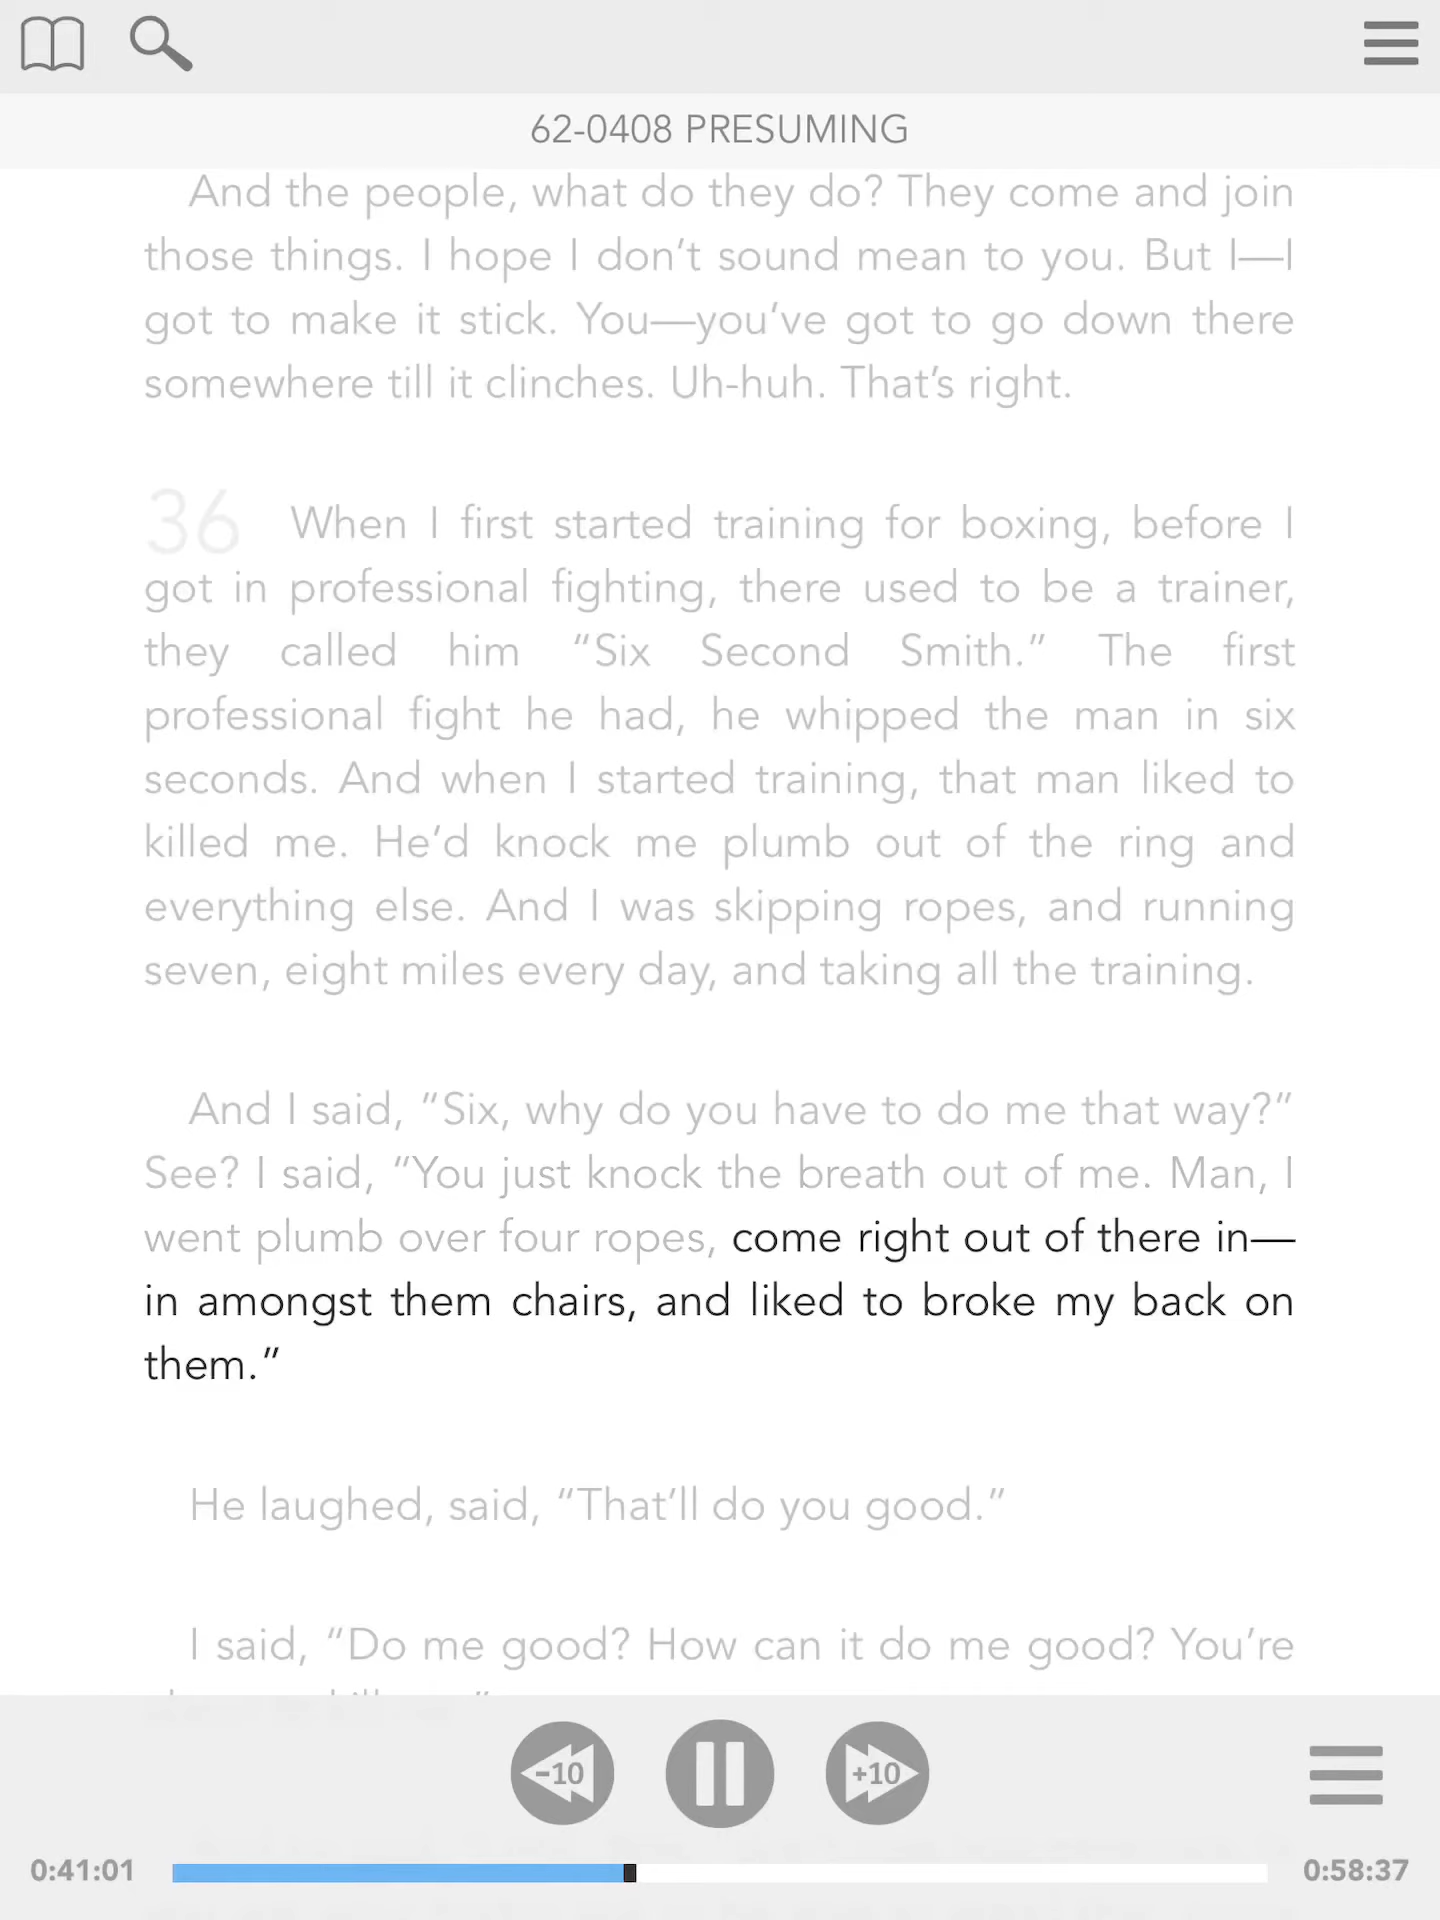 62-0408 PRESUMING
And the people, what do they do? They come and join
those things. I hope I don’t sound mean to you. But I—I
got to make it stick. You—you’ve got to go down there
somewhere till it clinches. Uh-huh. That’s right.
36 When I first started training for boxing, before I
got in professional fighting, there used to be a trainer,
they called him “Six Second Smith.” The first
professional fight he had, he whipped the man in six
seconds. And when I started training, that man liked to
killed me. He’d knock me plumb out of the ring and
everything else. And I was skipping ropes, and running
seven, eight miles every day, and taking all the training.
And I said, “Six, why do you have to do me that way?”
See? I said, “You just knock the breath out of me. Man, I
went plumb over four ropes, come right out of there in—
in amongst them chairs, and liked to broke my back on
them.”
He laughed, said, “That’ll do you good.”
I said, “Do me good? How can it do me good? You’re
-10
+10
0:41:01
0:58:37